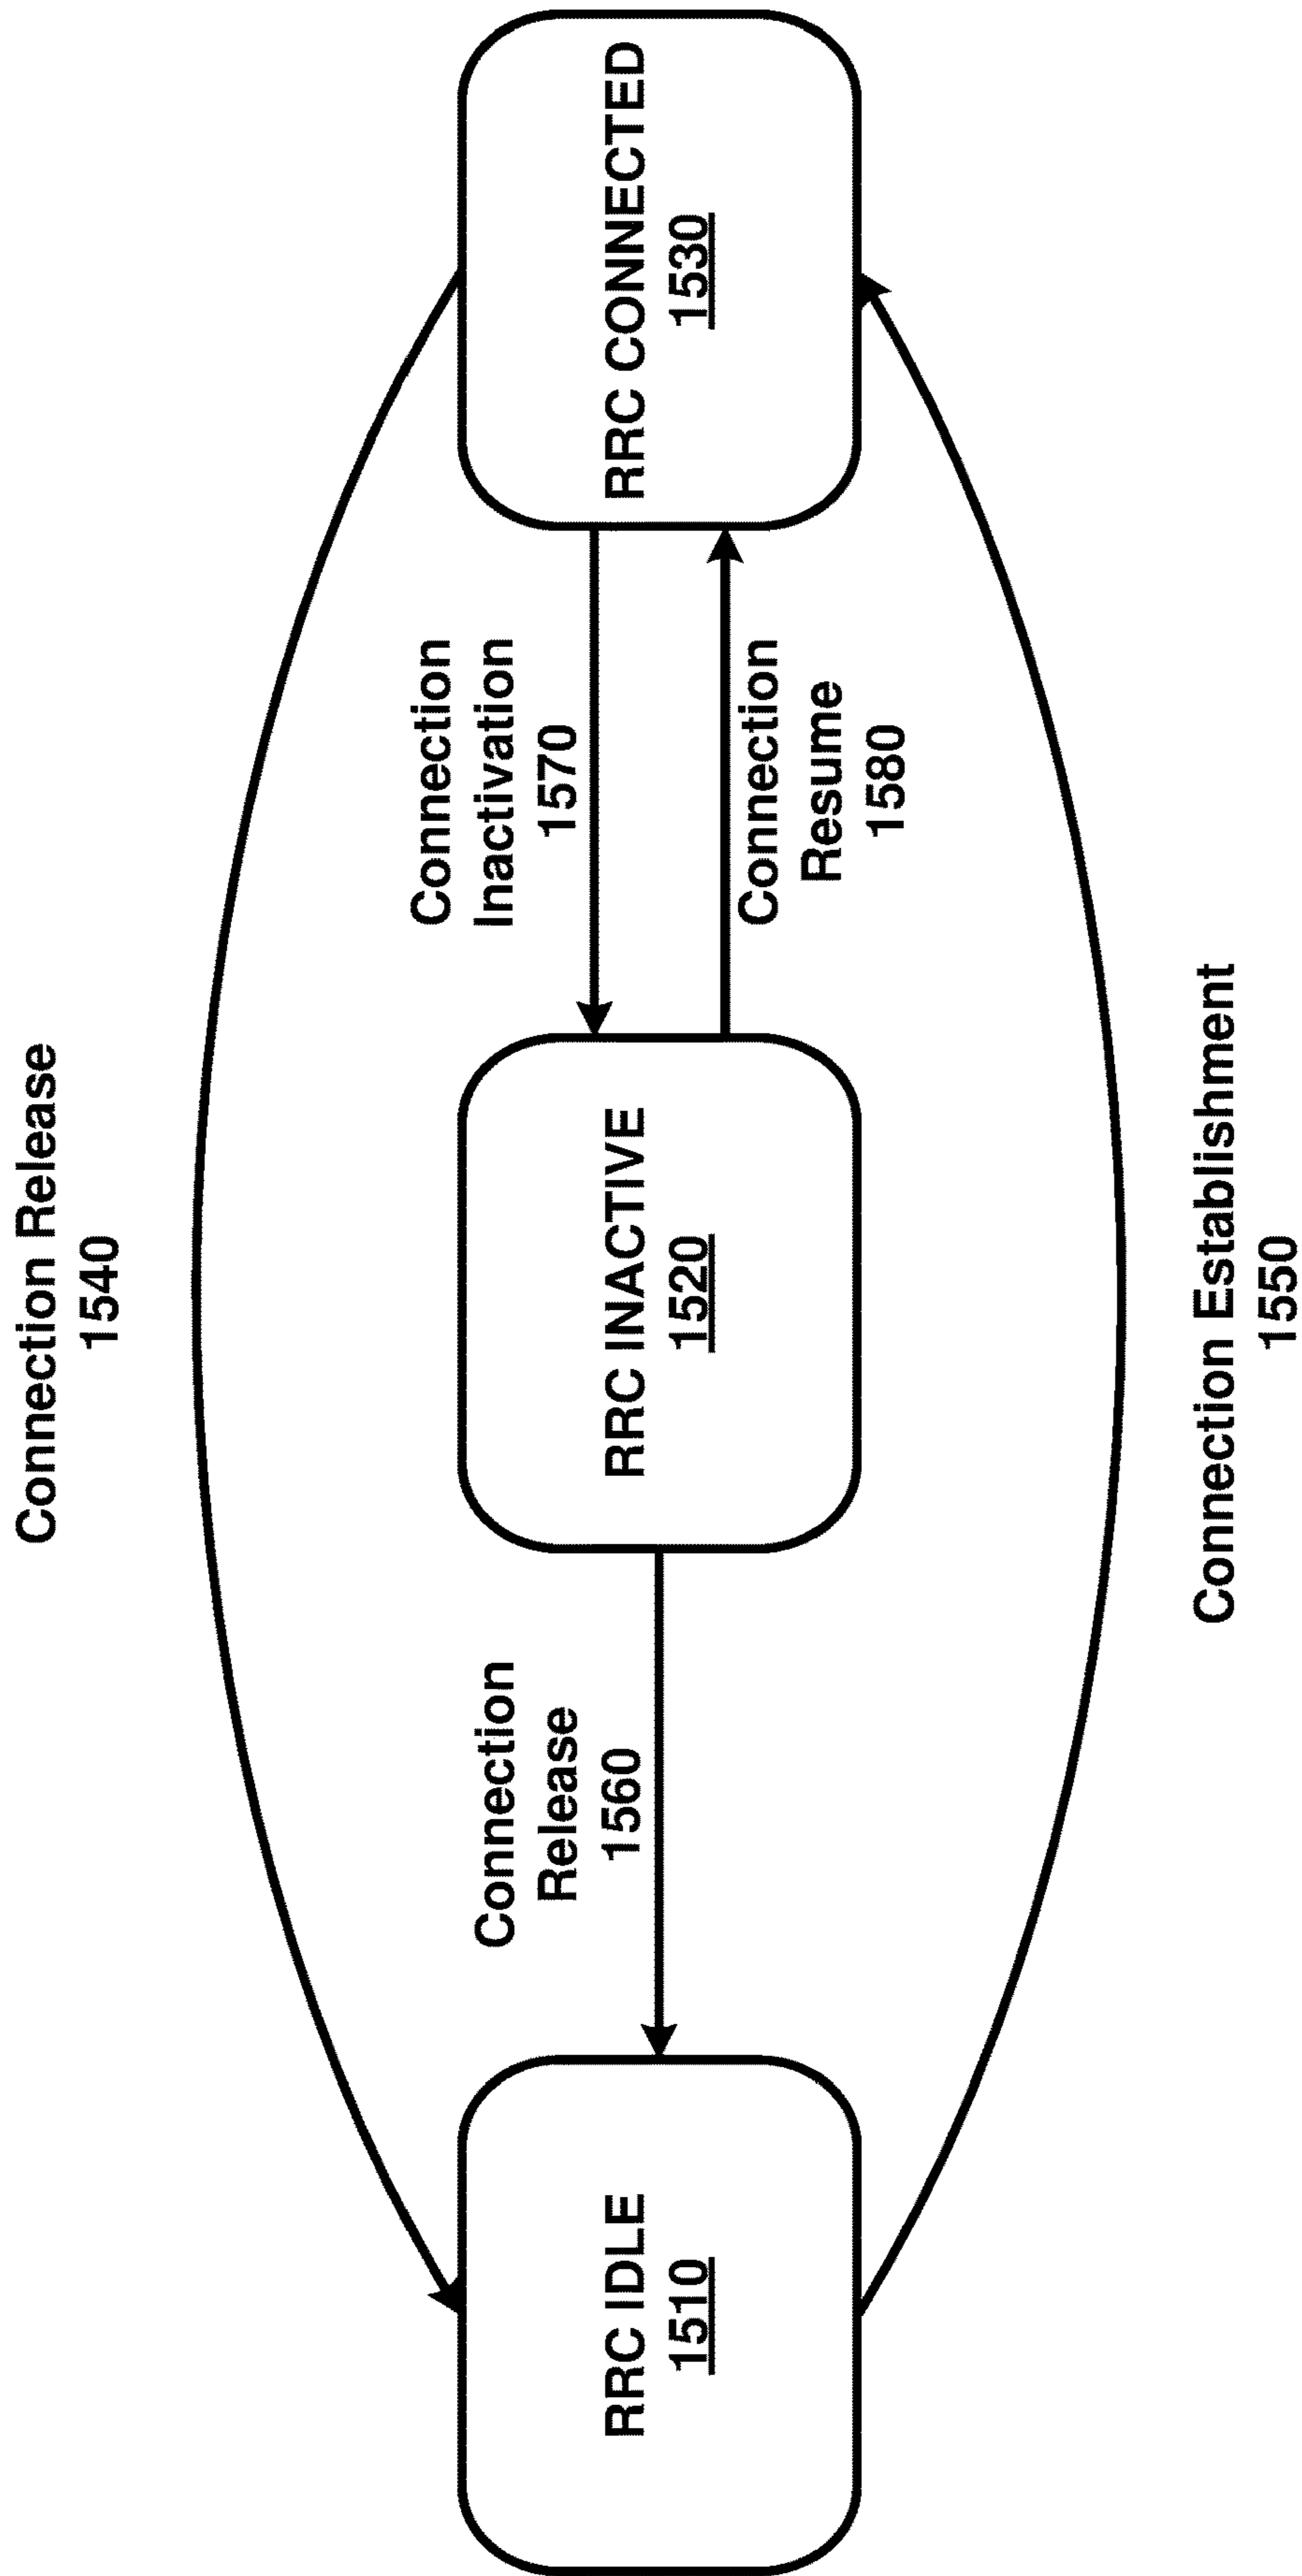 Connection Release
1540
Connection
Release
1560
Connection
Inactivation
1570
RRC IDLE
1510
RRC INACTIVE
1520
RRC CONNECTED
1530
Connection
Resume
1580
Connection Establishment
1550